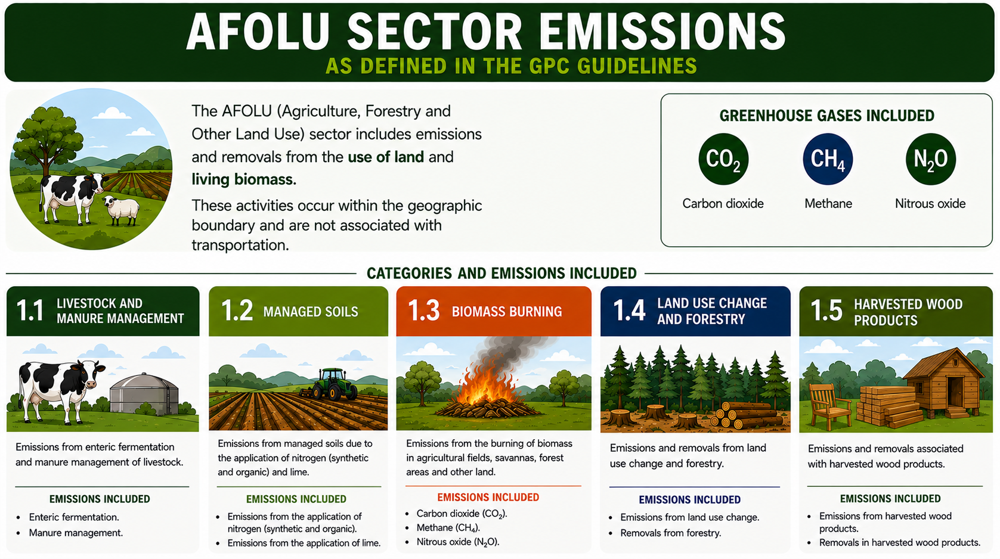 AFOLU SECTOR EMISSIONS
AS DEFINED IN THE GPC GUIDELINES
The AFOLU (Agriculture, Forestry and
Other Land Use) sector includes emissions
and removals from the use of land and
living biomass.
These activities occur within the geographic
boundary and are not associated with
transportation.
GREENHOUSE GASES INCLUDED
CO₂
CH₄
N₂O
Carbon dioxide
Methane
Nitrous oxide
CATEGORIES AND EMISSIONS INCLUDED
1.1
LIVESTOCK AND
MANURE MANAGEMENT
Emissions from enteric fermentation
and manure management of livestock.
EMISSIONS INCLUDED
• Enteric fermentation.
• Manure management.
1.2
MANAGED SOILS
Emissions from managed soils due to
the application of nitrogen (synthetic
and organic) and lime.
EMISSIONS INCLUDED
• Emissions from the application of
nitrogen (synthetic and organic).
• Emissions from the application of lime.
1.3
BIOMASS BURNING
Emissions from the burning of biomass
in agricultural fields, savannas, forest
areas and other land.
EMISSIONS INCLUDED
• Carbon dioxide (CO₂).
• Methane (CH₄).
• Nitrous oxide (N₂O).
1.4
LAND USE CHANGE
AND FORESTRY
Emissions and removals from land
use change and forestry.
EMISSIONS INCLUDED
• Emissions from land use change.
• Removals from forestry.
1.5
HARVESTED WOOD
PRODUCTS
Emissions and removals associated
with harvested wood products.
EMISSIONS INCLUDED
• Emissions from harvested wood
products.
• Removals in harvested wood products.